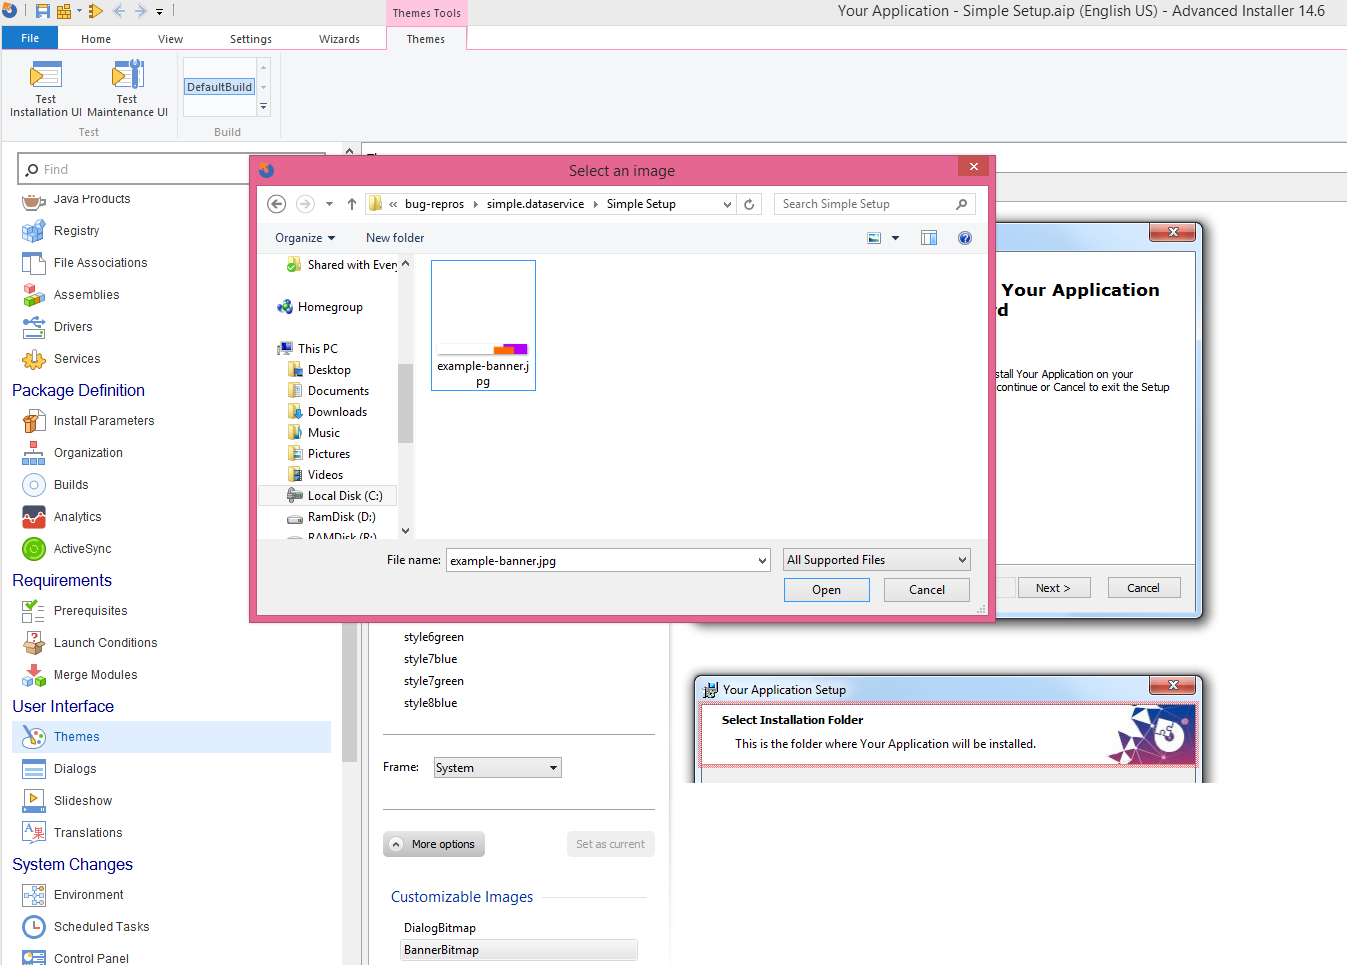 Themes Tools
Your Application - Simple Setup.aip (English US) - Advanced Installer 14.6
File
Home
View
Settings
Wizards
Themes
Test
Installation UI
Test
Maintenance UI
DefaultBuild
Test
Build
Find
Java Products
Registry
File Associations
Assemblies
Drivers
Services
Package Definition
Install Parameters
Organization
Builds
Analytics
ActiveSync
Requirements
Prerequisites
Launch Conditions
Merge Modules
User Interface
Themes
Dialogs
Slideshow
Translations
System Changes
Environment
Scheduled Tasks
Control Panel
Select an image
« bug-repros
simple.dataservice
Simple Setup
Search Simple Setup
Organize
New folder
Shared with Every
Homegroup
This PC
Desktop
Documents
Downloads
Music
Pictures
Videos
Local Disk (C:)
RamDisk (D:)
RAMDisk (R:)
example-banner.j
pg
File name:
example-banner.jpg
All Supported Files
Open
Cancel
Your Application
rd
stall Your Application on your
continue or Cancel to exit the Setup
Next >
Cancel
style6green
style7blue
style7green
style8blue
Frame:
System
More options
Set as current
Customizable Images
DialogBitmap
BannerBitmap
Your Application Setup
Select Installation Folder
This is the folder where Your Application will be installed.